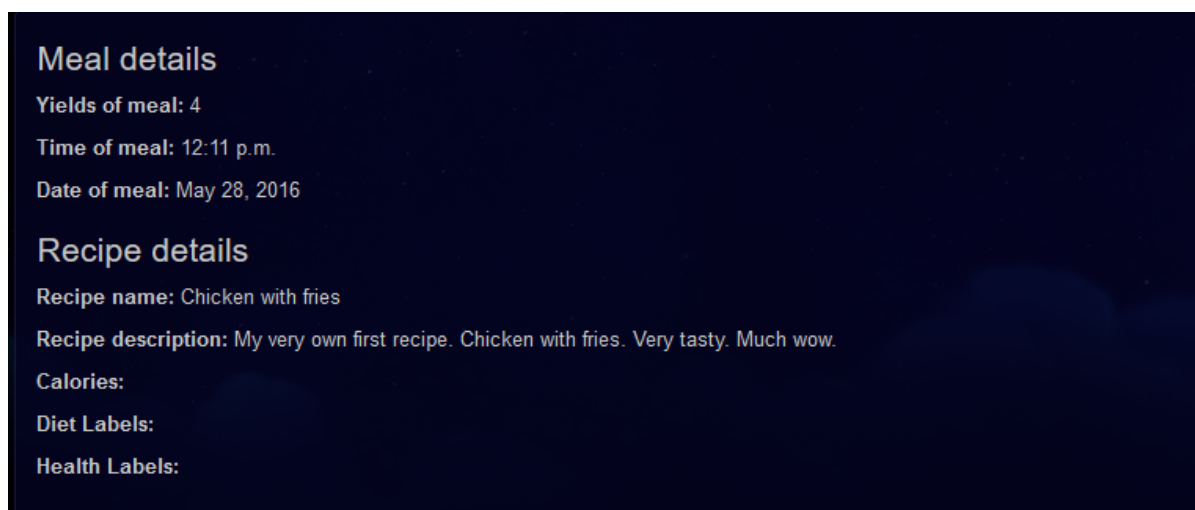 Meal details
Yields of meal: 4
Time of meal: 12:11 p.m.
Date of meal: May 28, 2016
Recipe details
Recipe name: Chicken with fries
Recipe description: My very own first recipe. Chicken with fries. Very tasty. Much wow.
Calories:
Diet Labels:
Health Labels: